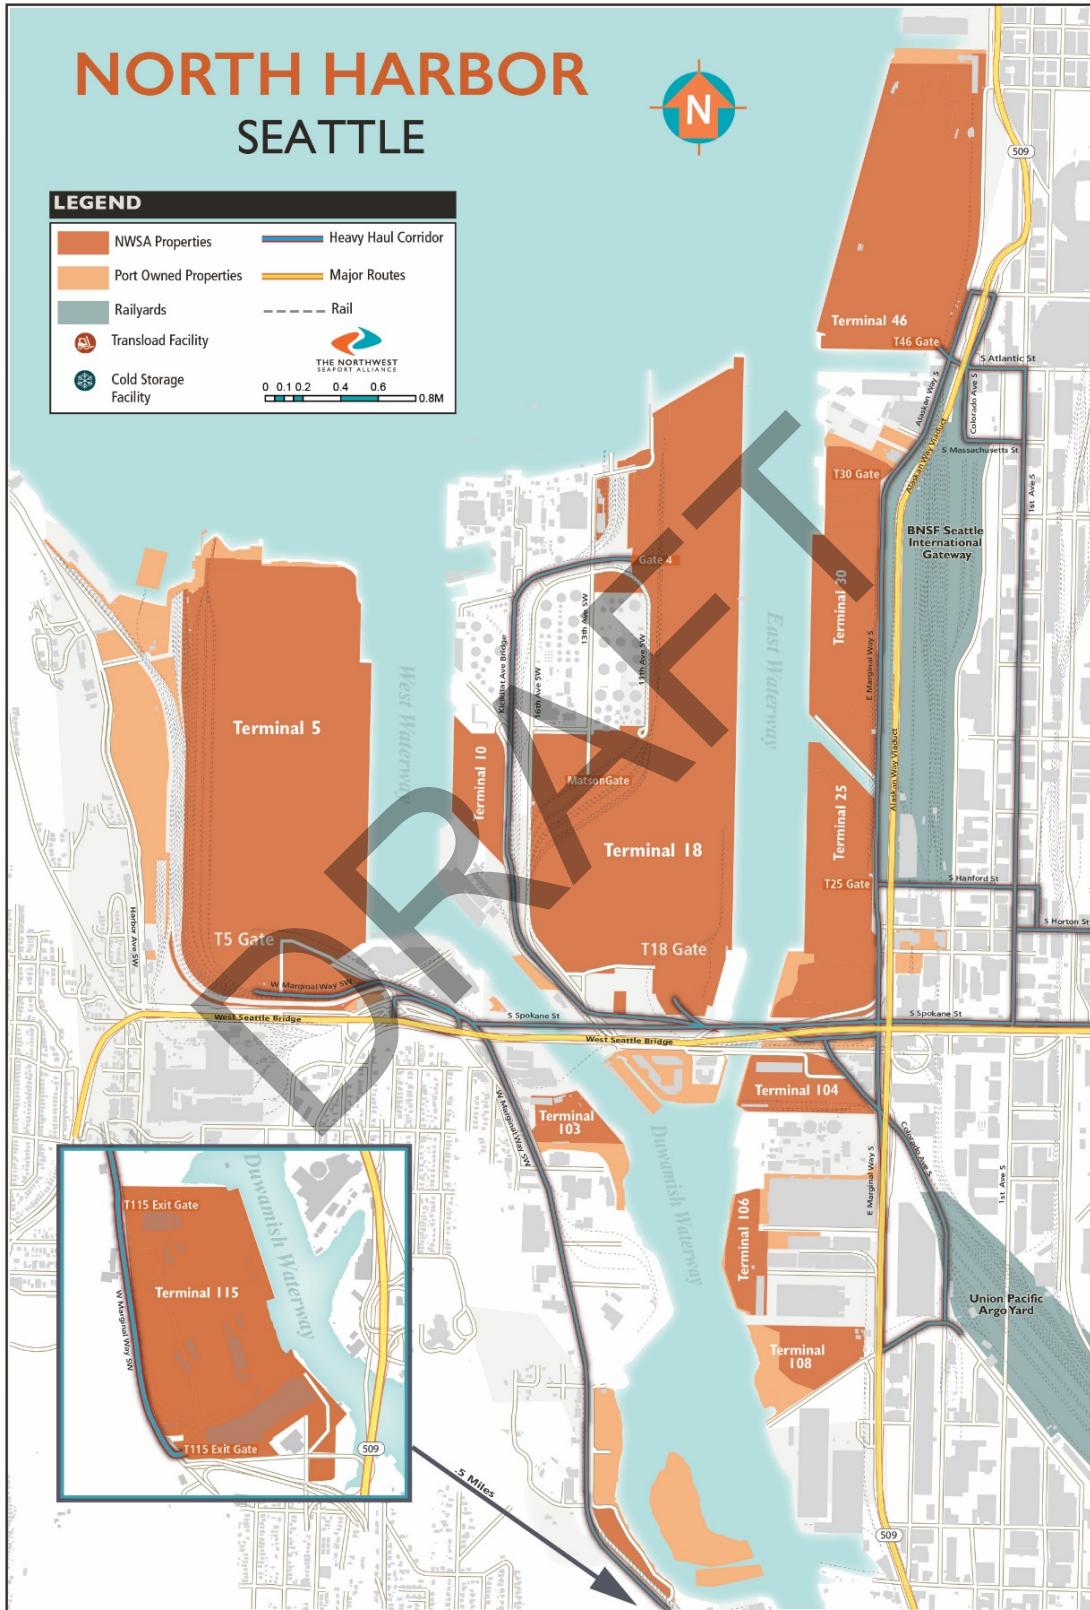 NORTH HARBOR
SEATTLE
N
LEGEND
NWSA Properties
Port Owned Properties
Railyards
Transload Facility
Cold Storage
Facility
Heavy Haul Corridor
Major Routes
Rail
THE NORTHWEST
SEAPORT ALLIANCE
0 0.1 0.2 0.4 0.6 0.8M
509
Terminal 46
T46 Gate
S Atlantic St
Alaskan Way S
Colorado Ave S
S Massachusetts St
Alaskan Way Viaduct
1st Ave S
T30 Gate
BNSF Seattle
International
Gateway
Gate 4
Terminal 30
East Waterway
West Waterway
13th Ave SW
11th Ave SW
16th Ave SW
Klickitat Ave Bridge
E Marginal Way S
Terminal 5
Terminal 10
MatsonGate
Alaskan Way Viaduct
Terminal 25
Terminal 18
T25 Gate
S Hanford St
S Horton St
Harbor Ave SW
T5 Gate
T18 Gate
W Marginal Way SW
West Seattle Bridge
S Spokane St
S Spokane St
West Seattle Bridge
DRAFT
Terminal 104
Terminal
103
W Marginal Way SW
Duwamish Waterway
Colorado Ave S
E Marginal Way S
1st Ave S
Terminal 106
Union Pacific
Argo Yard
Terminal
108
T115 Exit Gate
Duwamish Waterway
Terminal 115
W Marginal Way SW
T115 Exit Gate
509
.5 Miles
509